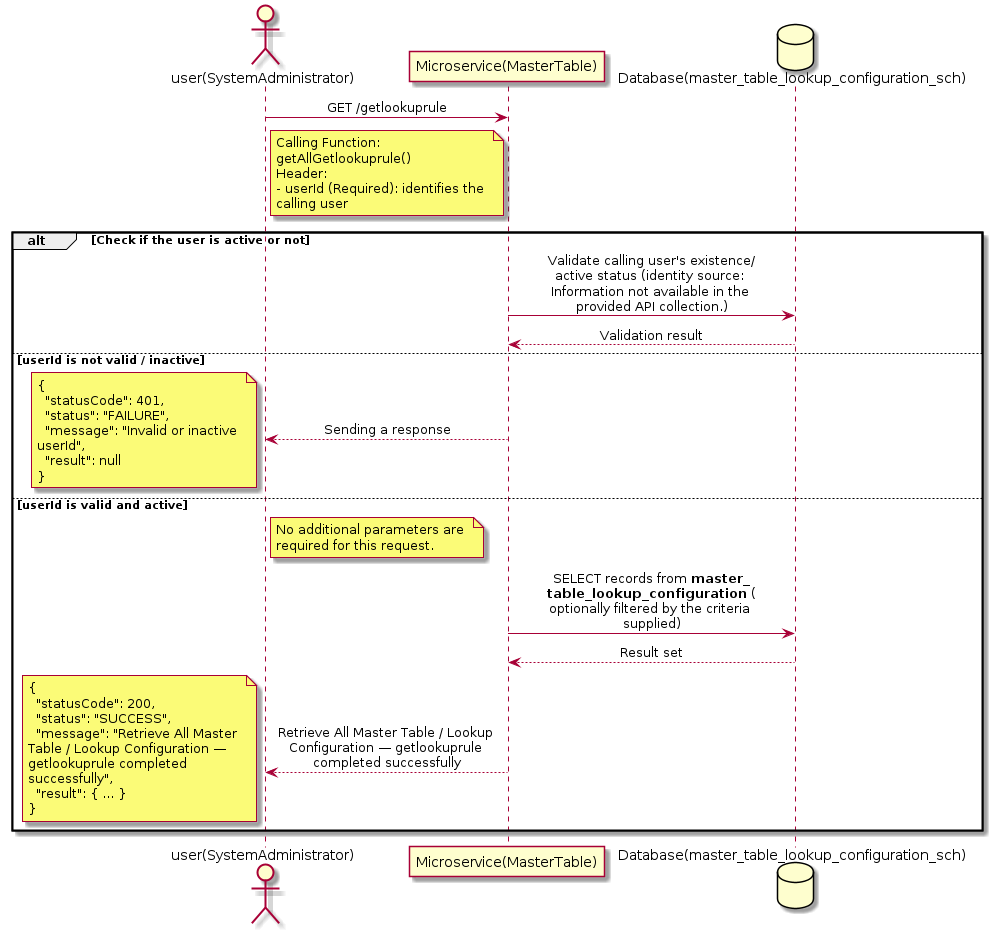 user(SystemAdministrator)
Microservice(MasterTable)
Database(master_table_lookup_configuration_sch)
GET /getlookuprule
Calling Function:
getAllGetlookuprule()
Header:
- userId (Required): identifies the
calling user
alt
[Check if the user is active or not]
Validate calling user's existence/
active status (identity source:
Information not available in the
provided API collection.)
Validation result
[userId is not valid / inactive]
{
"statusCode": 401,
"status": "FAILURE",
"message": "Invalid or inactive
userId",
"result": null
}
Sending a response
[userId is valid and active]
No additional parameters are
required for this request.
SELECT records from master_
table_lookup_configuration (
optionally filtered by the criteria
supplied)
Result set
{
"statusCode": 200,
"status": "SUCCESS",
"message": "Retrieve All Master
Table / Lookup Configuration —
getlookuprule completed
successfully",
"result": { ... }
}
Retrieve All Master Table / Lookup
Configuration — getlookuprule
completed successfully
user(SystemAdministrator)
Microservice(MasterTable)
Database(master_table_lookup_configuration_sch)